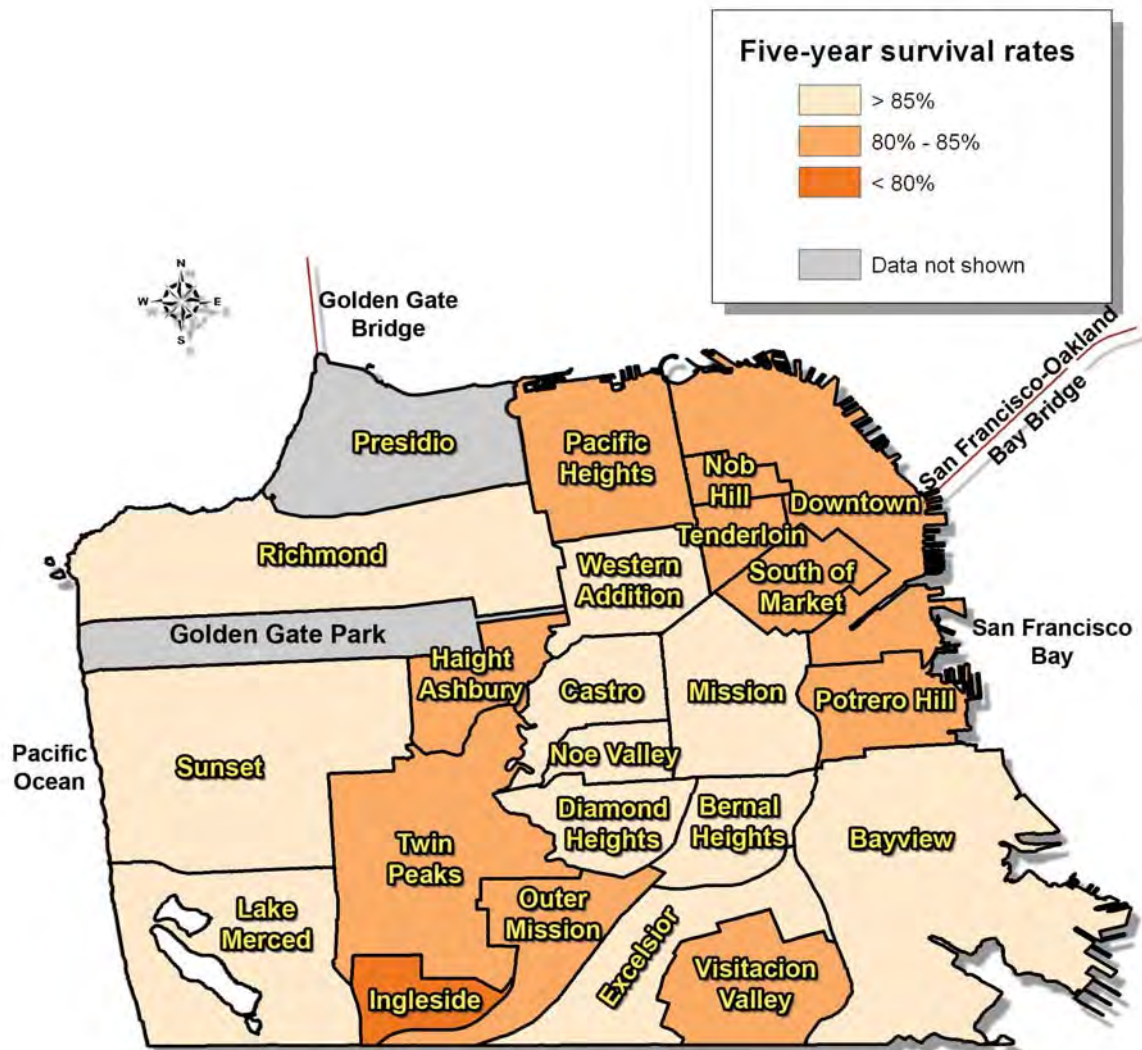 Five-year survival rates
> 85%
80% - 85%
< 80%
Data not shown
N
W
E
S
Golden Gate
Bridge
San Francisco-Oakland
Bay Bridge
Presidio
Pacific
Heights
Nob
Hill
Downtown
Tenderloin
Richmond
Western
Addition
South of
Market
Golden Gate Park
San Francisco
Bay
Haight
Ashbury
Castro
Mission
Potrero Hill
Pacific
Ocean
Sunset
Noe Valley
Diamond
Heights
Bernal
Heights
Bayview
Twin
Peaks
Outer
Mission
Lake
Merced
Excelsior
Visitacion
Valley
Ingleside